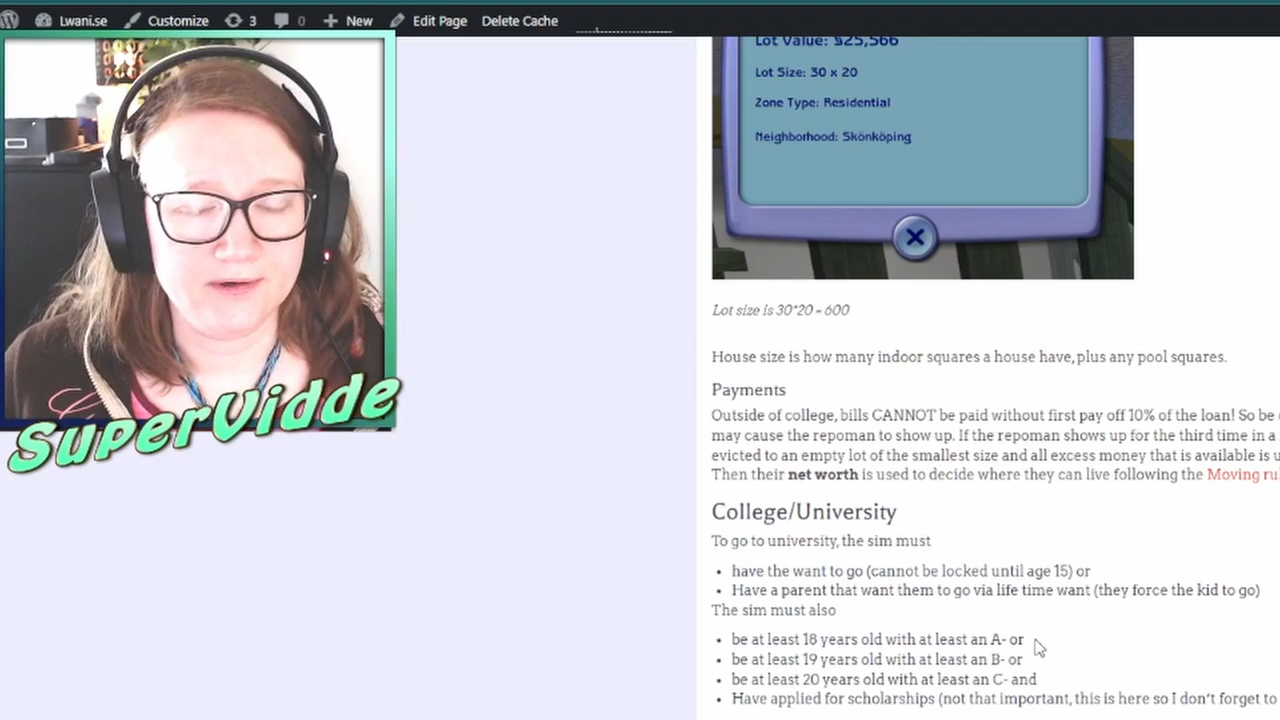 Lwani.se Customize 3 0 New Edit Page Delete Cache
Lot Value: $25,566
Lot Size: 30 x 20
Zone Type: Residential
Neighborhood: Skönköping
SuperVidde
Lot size is 30*20 = 600
House size is how many indoor squares a house have, plus any pool squares.
Payments
Outside of college, bills CANNOT be paid without first pay off 10% of the loan! So be
may cause the repoman to show up. If the repoman shows up for the third time in a
evicted to an empty lot of the smallest size and all excess money that is available is u
Then their net worth is used to decide where they can live following the Moving ru
College/University
To go to university, the sim must
• have the want to go (cannot be locked until age 15) or
• Have a parent that want them to go via life time want (they force the kid to go)
The sim must also
• be at least 18 years old with at least an A- or
• be at least 19 years old with at least an B- or
• be at least 20 years old with at least an C- and
• Have applied for scholarships (not that important, this is here so I don't forget to